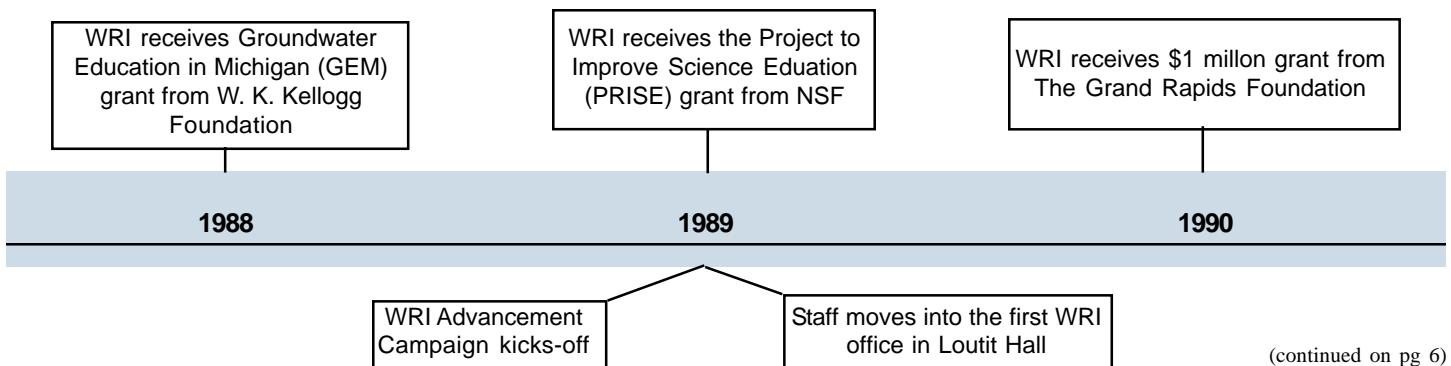 WRI receives Groundwater
Education in Michigan (GEM)
grant from W. K. Kellogg
Foundation
WRI receives the Project to
Improve Science Eduation
(PRISE) grant from NSF
WRI receives $1 millon grant from
The Grand Rapids Foundation
1988
1989
1990
WRI Advancement
Campaign kicks-off
Staff moves into the first WRI
office in Loutit Hall
(continued on pg 6)